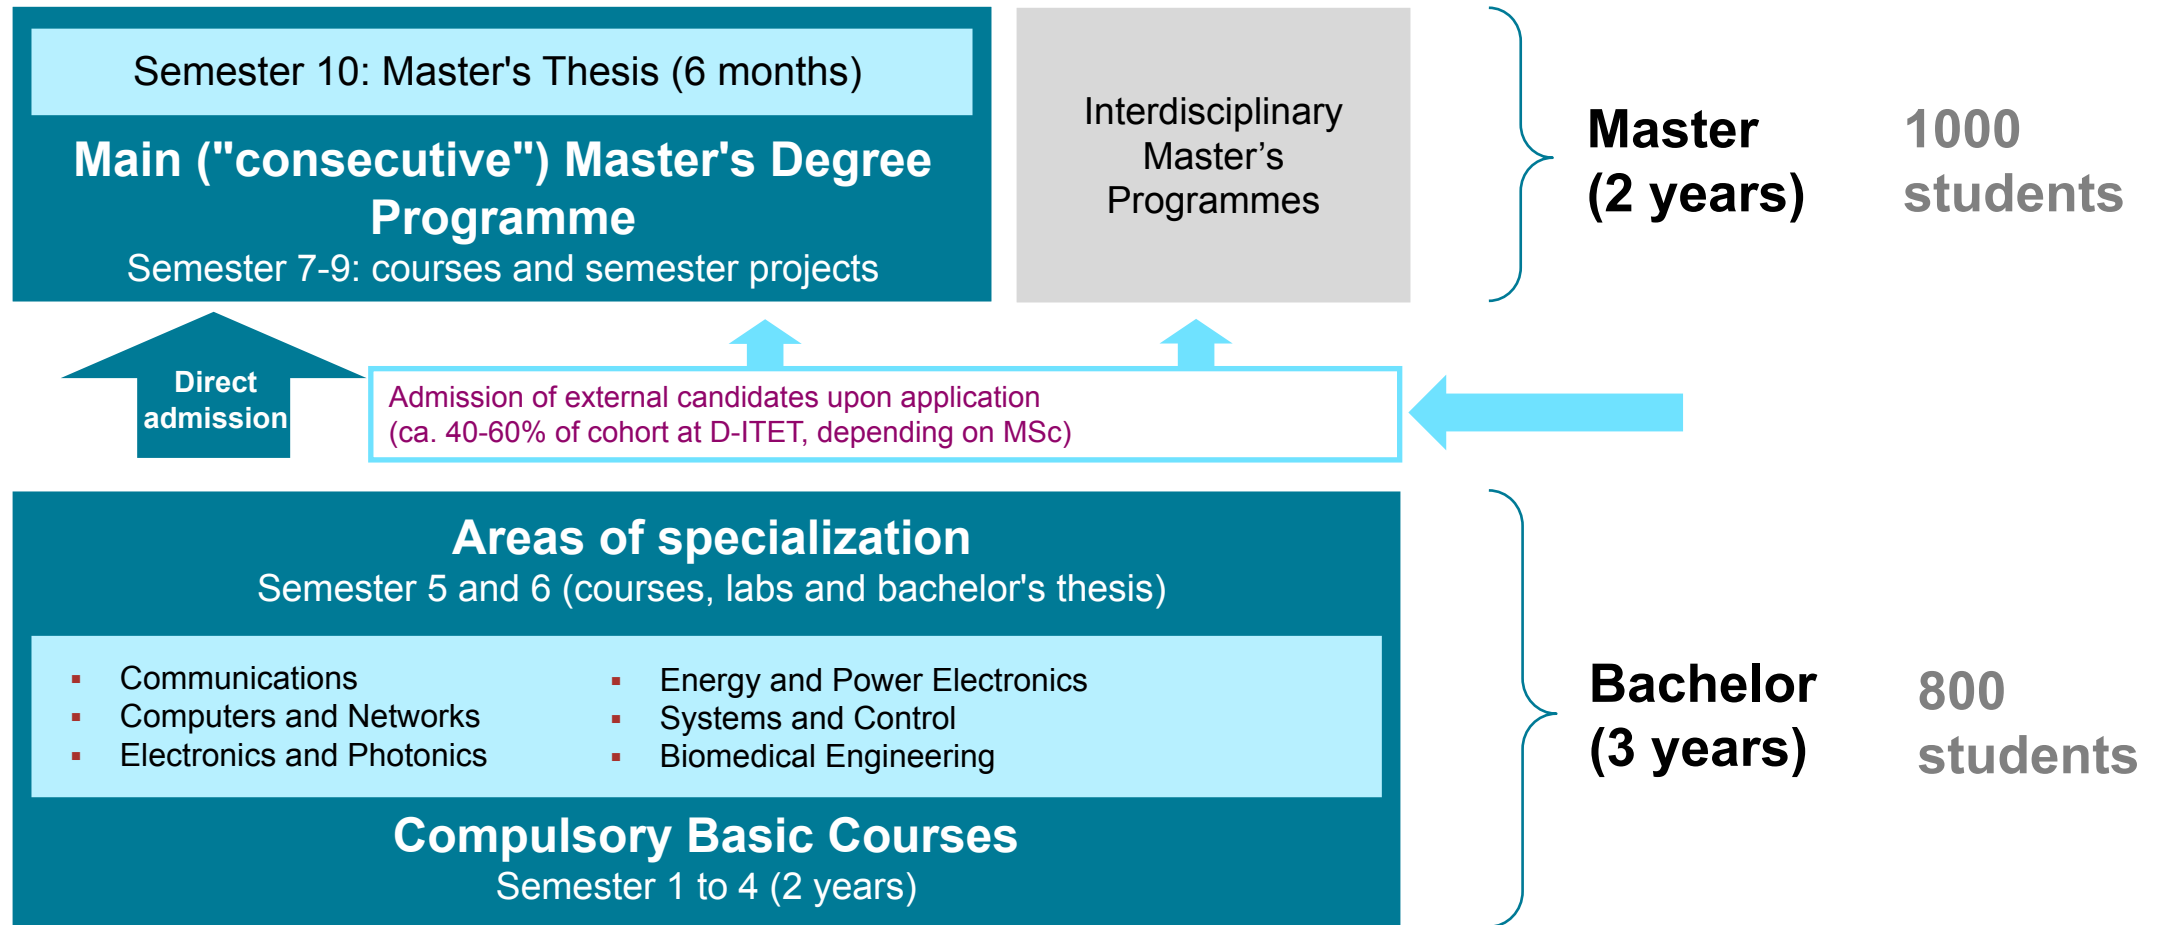 Semester 10: Master's Thesis (6 months)
Main ("consecutive") Master's Degree
Programme
Semester 7-9: courses and semester projects
Interdisciplinary
Master’s
Programmes
Master
(2 years)
1000
students
Direct
admission
Admission of external candidates upon application
(ca. 40-60% of cohort at D-ITET, depending on MSc)
Areas of specialization
Semester 5 and 6 (courses, labs and bachelor's thesis)
▪ Communications
▪ Computers and Networks
▪ Electronics and Photonics
▪ Energy and Power Electronics
▪ Systems and Control
▪ Biomedical Engineering
Compulsory Basic Courses
Semester 1 to 4 (2 years)
Bachelor
(3 years)
800
students